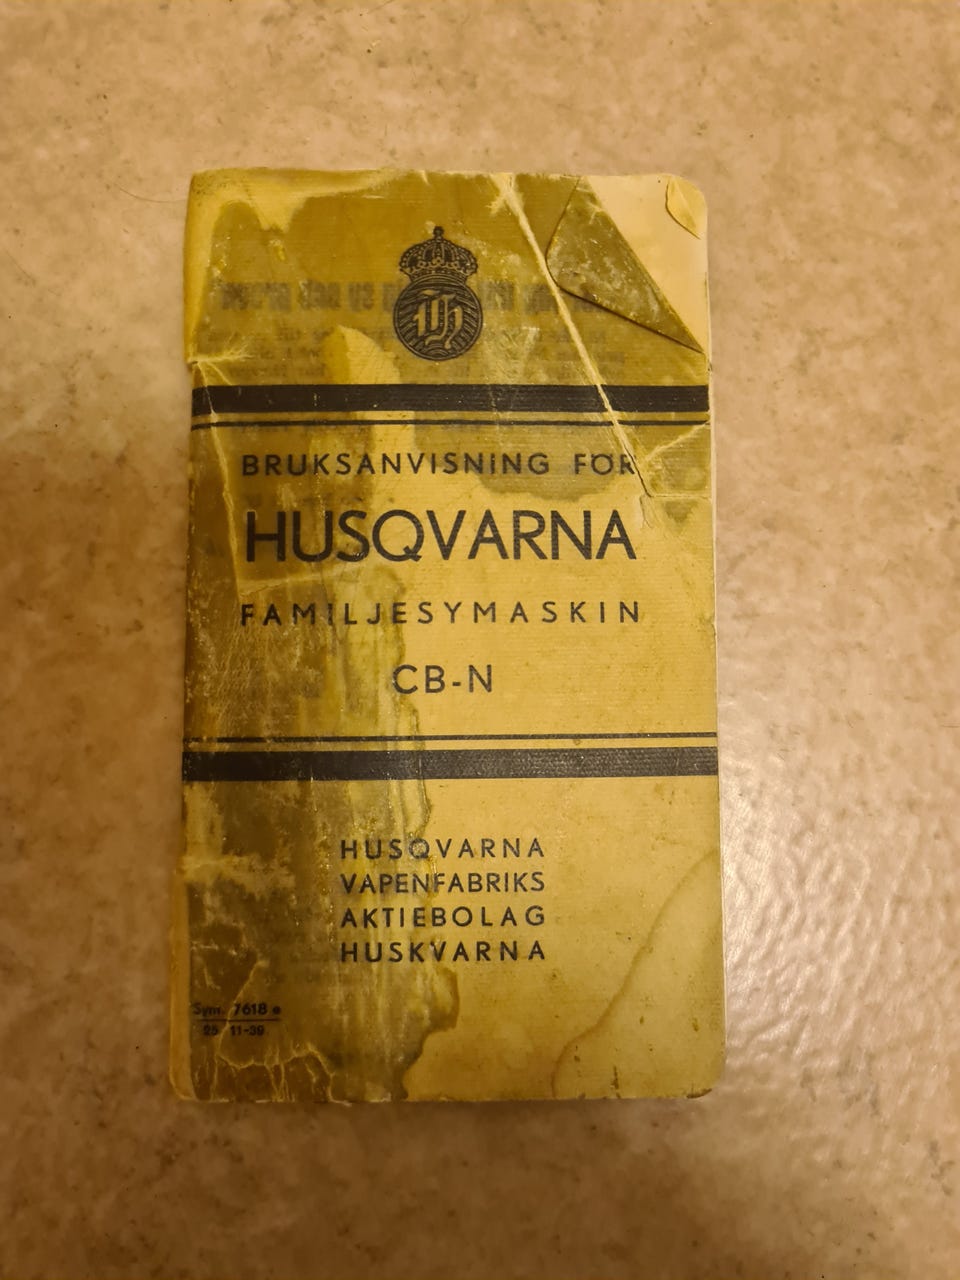 H
BRUKSANVISNING FÖR
HUSQVARNA
FAMILJESYMASKIN
CB-N
HUSQVARNA
VAPENFABRIKS
AKTIEBOLAG
HUSKVARNA
Sym. 7618 e
25 11-39